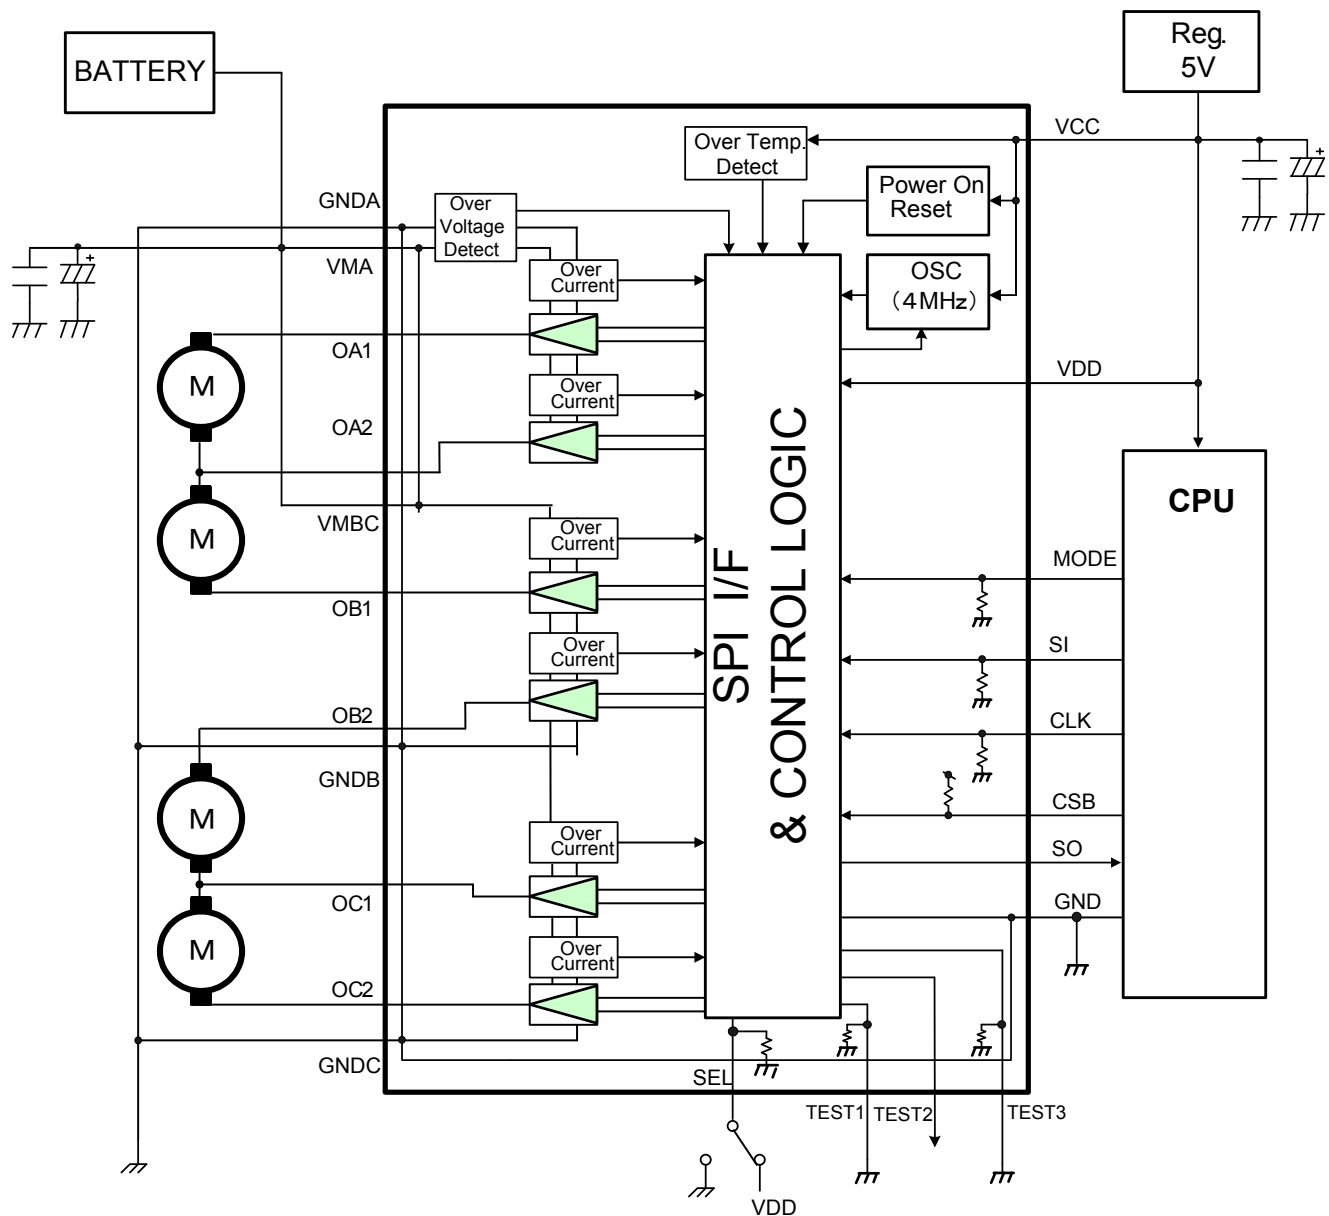 Reg.
5V
BATTERY
VCC
Over Temp.
Detect
Power On
Reset
GNDA
Over
Voltage
Detect
VMA
Over
Current
OSC
（4MHz）
OA1
VDD
Over
Current
OA2
M
CPU
VMBC
Over
Current
M
MODE
OB1
Over
Current
SI
SPI I/F
& CONTROL LOGIC
OB2
CLK
GNDB
CSB
M
Over
Current
SO
OC1
GND
M
Over
Current
OC2
GNDC
SEL
TEST1
TEST2
TEST3
VDD